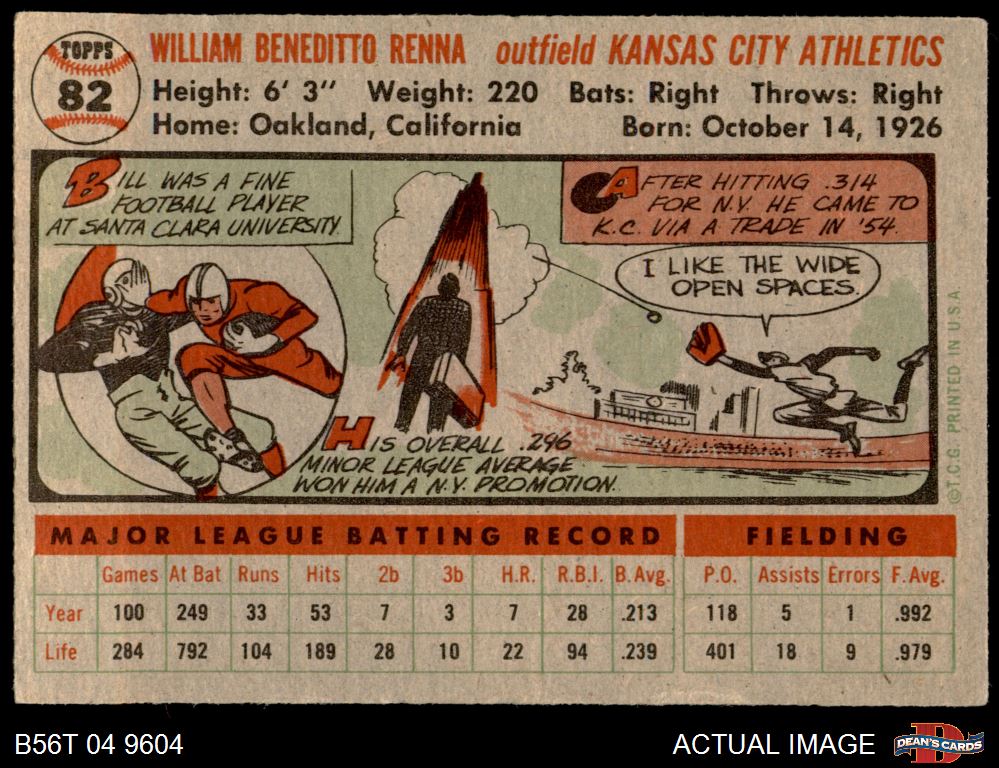 TOPPS
82
WILLIAM BENEDITTO RENNA outfield KANSAS CITY ATHLETICS
Height: 6' 3" Weight: 220 Bats: Right Throws: Right
Home: Oakland, California Born: October 14, 1926
BILL WAS A FINE
FOOTBALL PLAYER
AT SANTA CLARA UNIVERSITY.
HIS OVERALL .296
MINOR LEAGUE AVERAGE
WON HIM A N.Y. PROMOTION.
AFTER HITTING .314
FOR N.Y. HE CAME TO
K.C. VIA A TRADE IN '54.
I LIKE THE WIDE
OPEN SPACES.
©T.C.G. PRINTED IN U.S.A.
MAJOR LEAGUE BATTING RECORD FIELDING
Games At Bat Runs Hits 2b 3b H.R. R.B.I. B.Avg. P.O. Assists Errors F. Avg.
Year 100 249 33 53 7 3 7 28 .213 118 5 1 .992
Life 284 792 104 189 28 10 22 94 .239 401 18 9 .979
B56T 04 9604 ACTUAL IMAGE DEAN'S CARDS